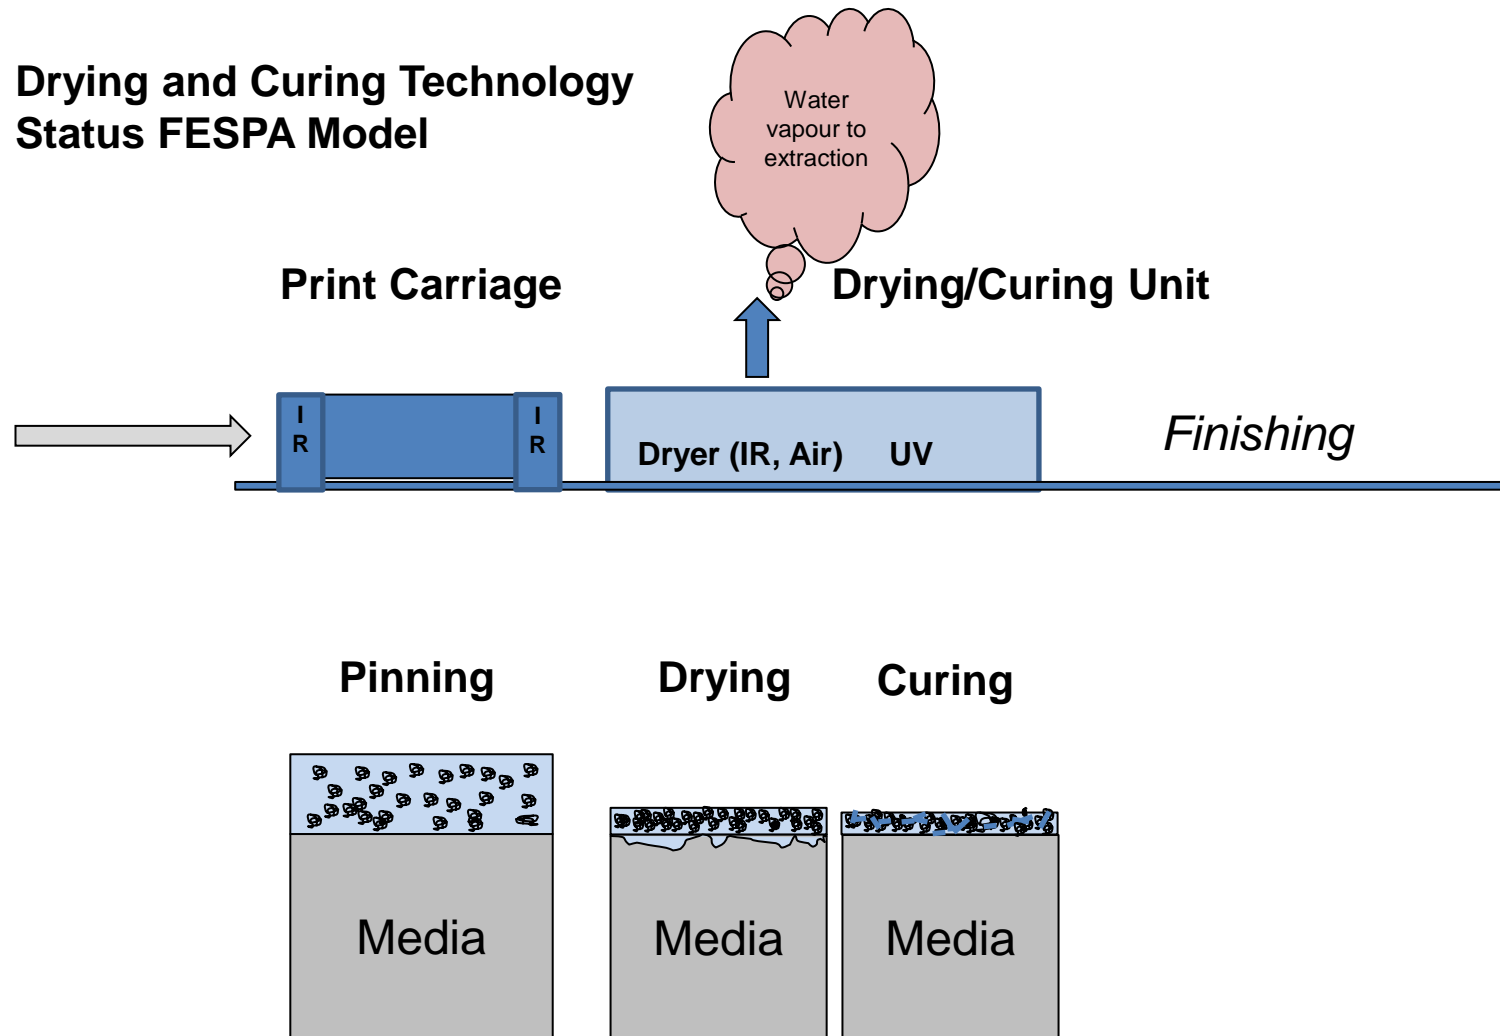 Drying and Curing Technology
Status FESPA Model
Water
vapour to
extraction
Print Carriage
Drying/Curing Unit
I
R
I
R
Dryer (IR, Air) UV
Finishing
Pinning
Drying
Curing
Media
Media
Media